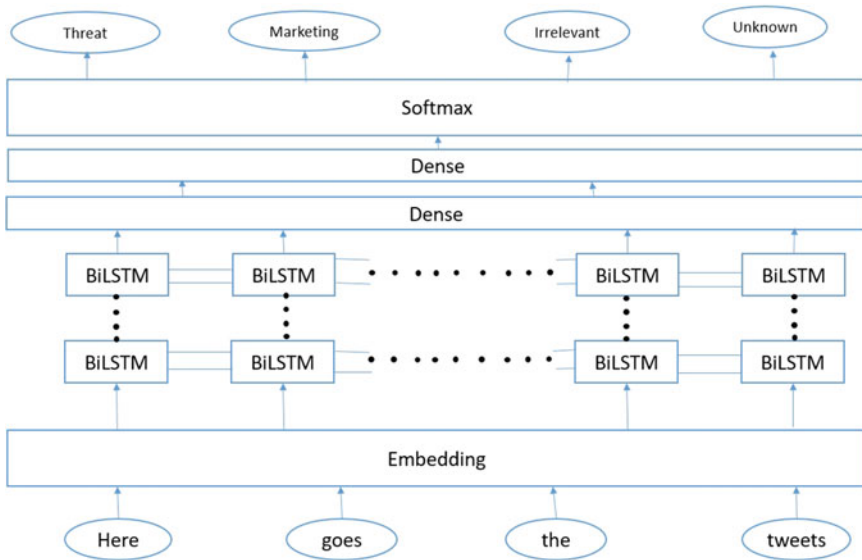 Threat Marketing Irrelevant Unknown
Softmax
Dense
Dense
BiLSTM BiLSTM BiLSTM BiLSTM
BiLSTM BiLSTM BiLSTM BiLSTM
Embedding
Here goes the tweets